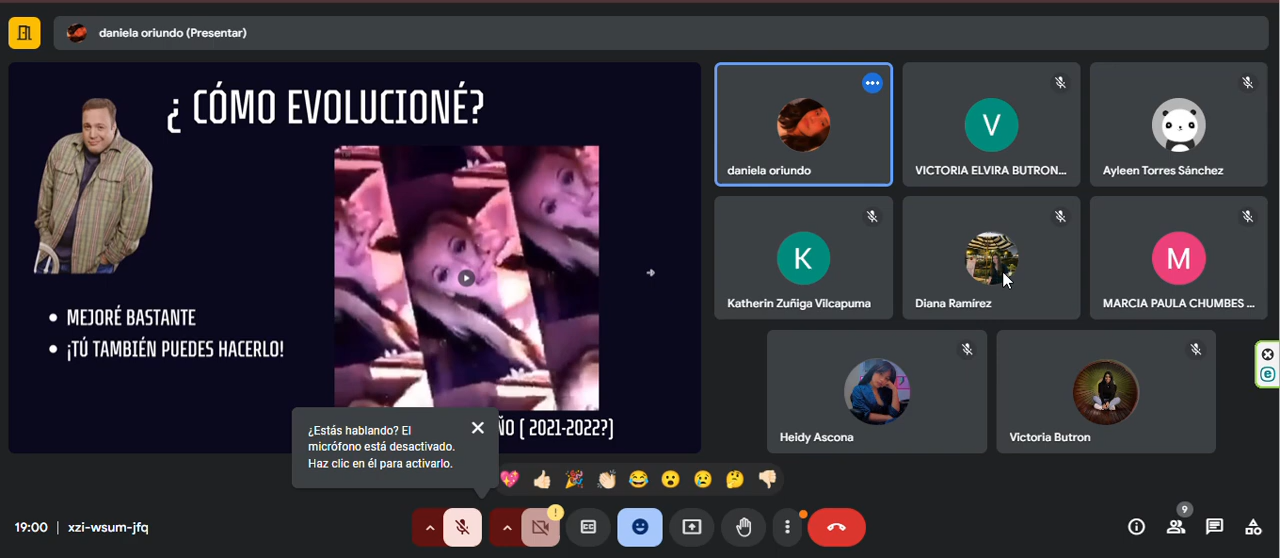 daniela oriundo (Presentar)
¿ CÓMO EVOLUCIONÉ?
• MEJORÉ BASTANTE
• ¡TÚ TAMBIÉN PUEDES HACERLO!
ÑO [ 2021-2022?]
¿Estás hablando? El
micrófono está desactivado.
Haz clic en él para activarlo.
daniela oriundo
VICTORIA ELVIRA BUTRON...
Ayleen Torres Sánchez
Katherin Zuñiga Vilcapuma
Diana Ramírez
MARCIA PAULA CHUMBES ...
Heidy Ascona
Victoria Butron
V
K
M
19:00 | xzi-wsum-jfq
9